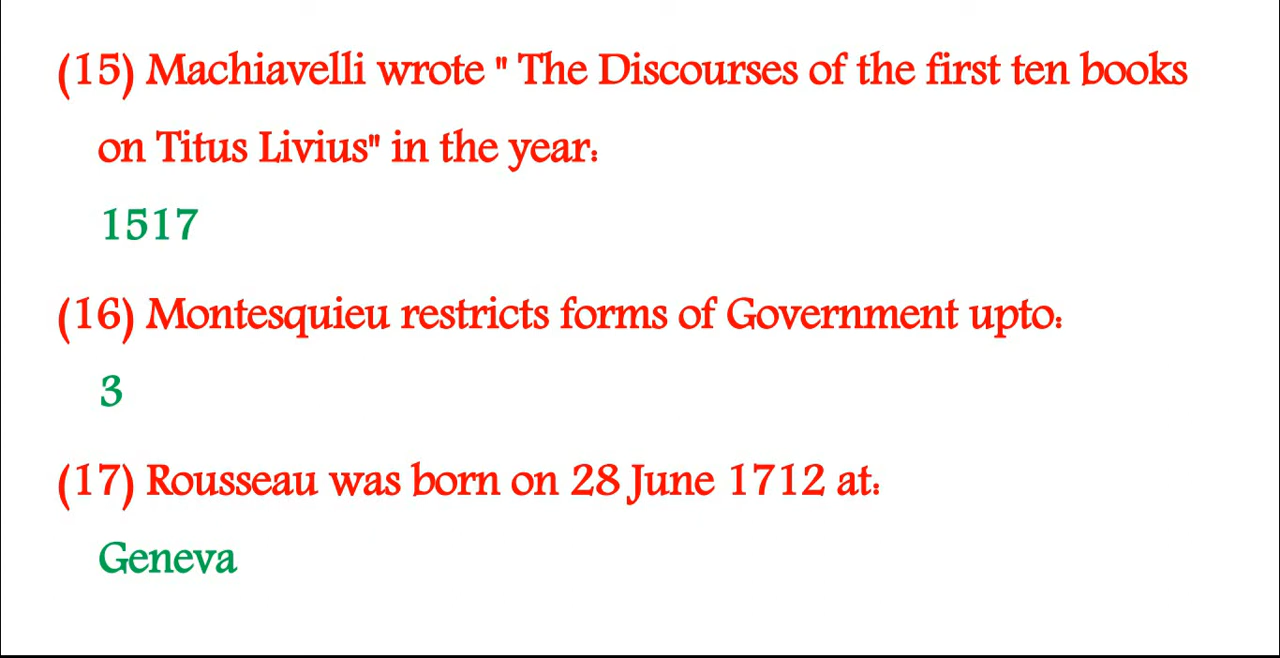 (15) Machiavelli wrote " The Discourses of the first ten books
on Titus Livius" in the year:
1517
(16) Montesquieu restricts forms of Government upto:
3
(17) Rousseau was born on 28 June 1712 at:
Geneva